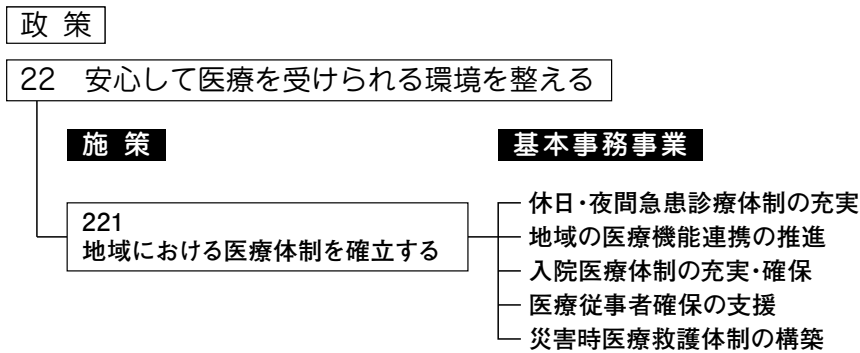 政 策
22 安心して医療を受けられる環境を整える
施 策
基本事務事業
221
地域における医療体制を確立する
休日・夜間急患診療体制の充実
地域の医療機能連携の推進
入院医療体制の充実・確保
医療従事者確保の支援
災害時医療救護体制の構築